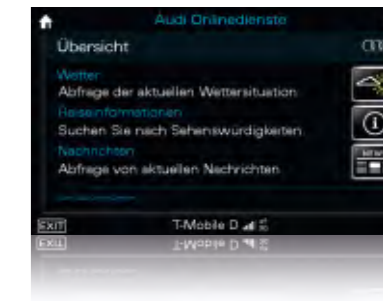 Audi Onlinedienste
Übersicht
Wetter
Abfrage der aktuellen Wettersituation
Reiseinformationen
Suchen Sie nach Sehenswürdigkeiten
Nachrichten
Abfrage von aktuellen Nachrichten
EXIT
T-Mobile D